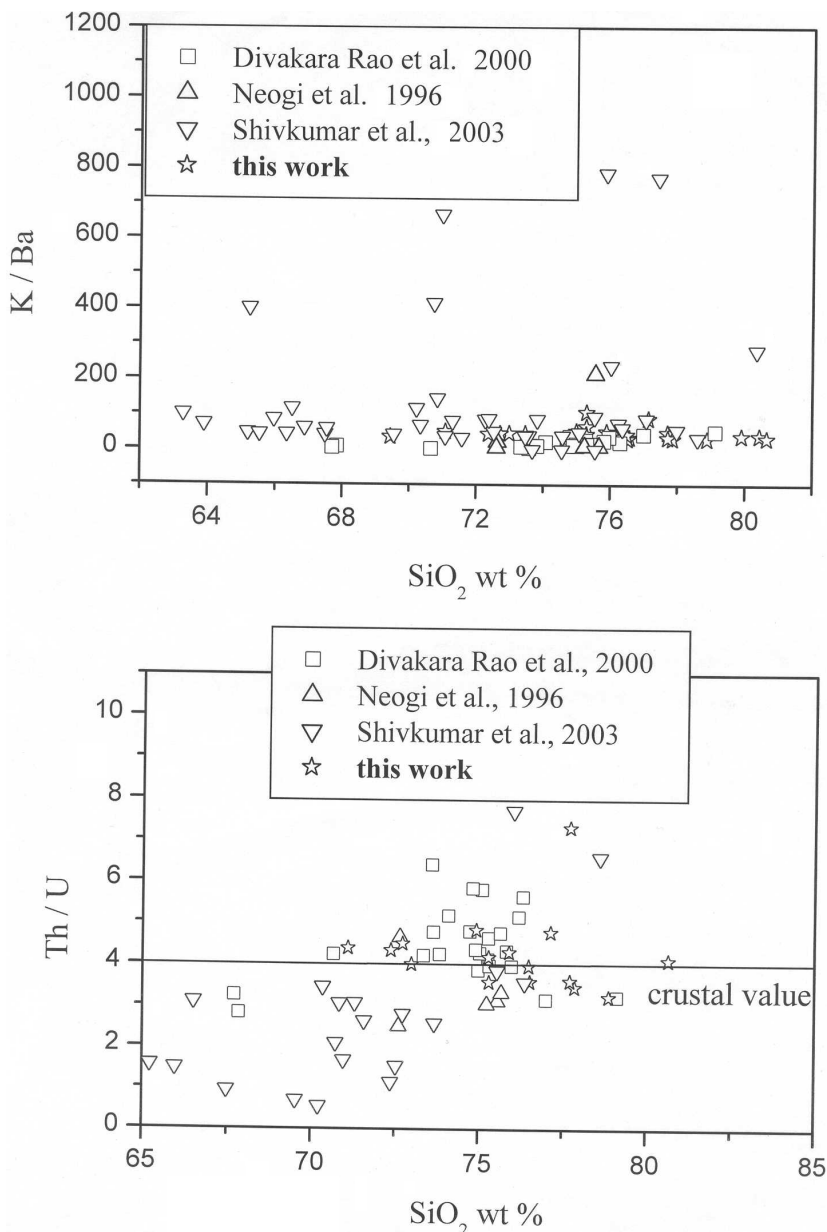 1200
1000
800
600
400
200
0
K / Ba
Divakara Rao et al. 2000
Neogi et al. 1996
Shivkumar et al., 2003
this work
64 68 72 76 80
SiO₂ wt %
10
8
6
4
2
0
Th / U
Divakara Rao et al., 2000
Neogi et al., 1996
Shivkumar et al., 2003
this work
crustal value
65 70 75 80 85
SiO₂ wt %